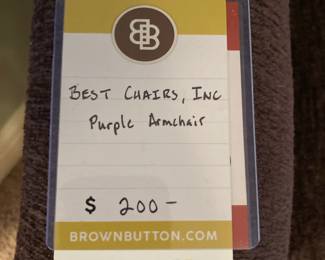 BB
BEST CHAIRS, INC
Purple Armchair
$ 200-
BROWNBUTTON.COM